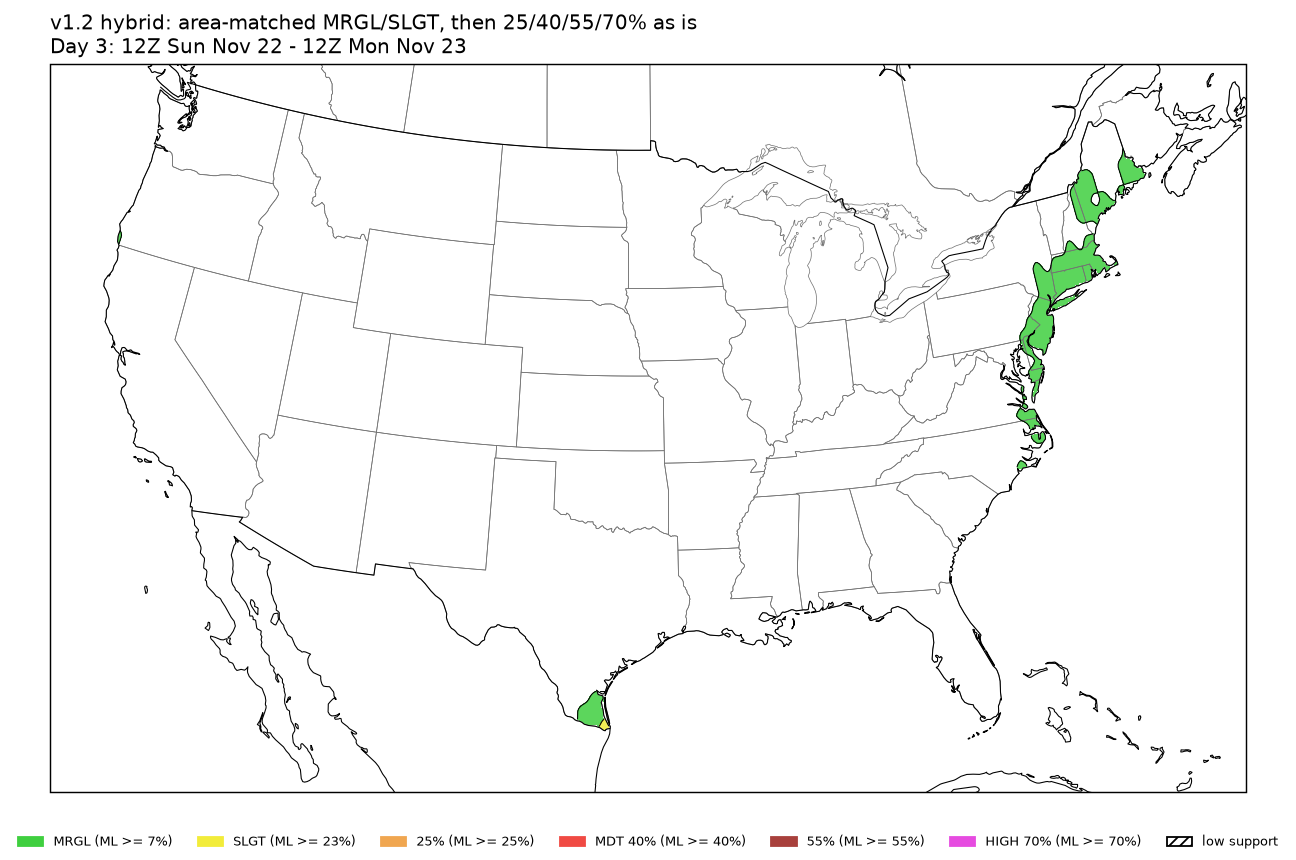 v1.2 hybrid: area-matched MRGL/SLGT, then 25/40/55/70% as is
Day 3: 12Z Sun Nov 22 - 12Z Mon Nov 23
MRGL (ML >= 7%)
SLGT (ML >= 23%)
25% (ML >= 25%)
MDT 40% (ML >= 40%)
55% (ML >= 55%)
HIGH 70% (ML >= 70%)
low support